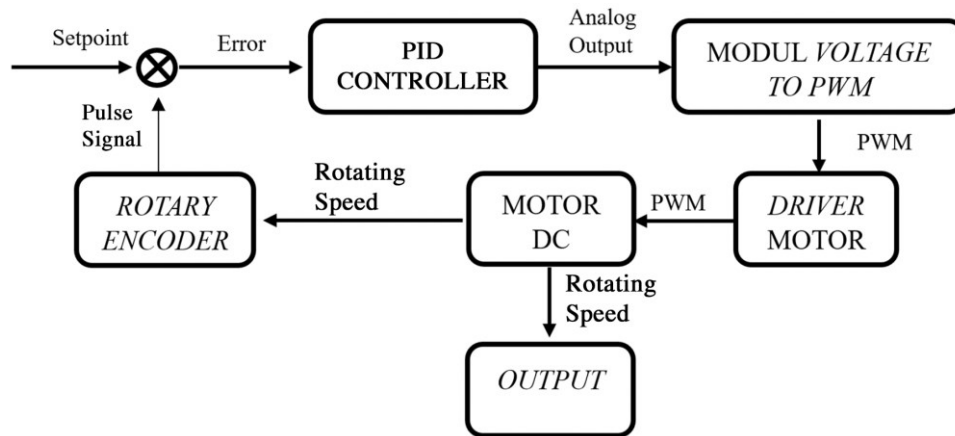 Setpoint
Error
PID
CONTROLLER
Analog
Output
MODUL VOLTAGE
TO PWM
Pulse
Signal
PWM
ROTARY
ENCODER
Rotating
Speed
MOTOR
DC
PWM
DRIVER
MOTOR
Rotating
Speed
OUTPUT